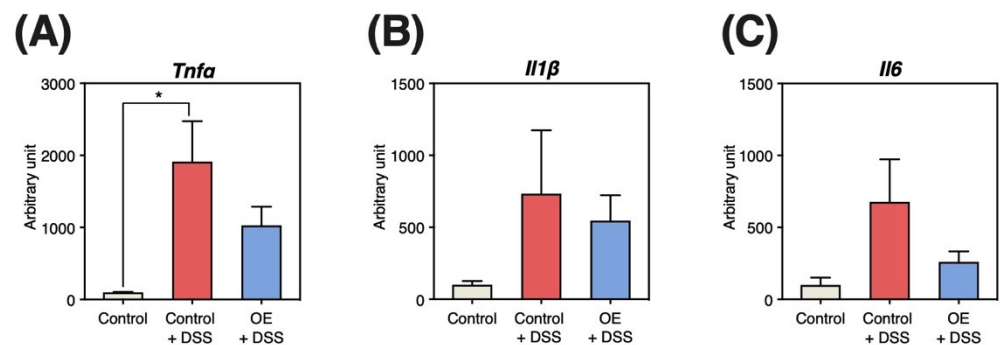 (A)
Tnfa
Arbitrary unit
3000
2000
1000
0
*
Control
Control
+ DSS
OE
+ DSS
(B)
Il1β
Arbitrary unit
1500
1000
500
0
Control
Control
+ DSS
OE
+ DSS
(C)
Il6
Arbitrary unit
1500
1000
500
0
Control
Control
+ DSS
OE
+ DSS